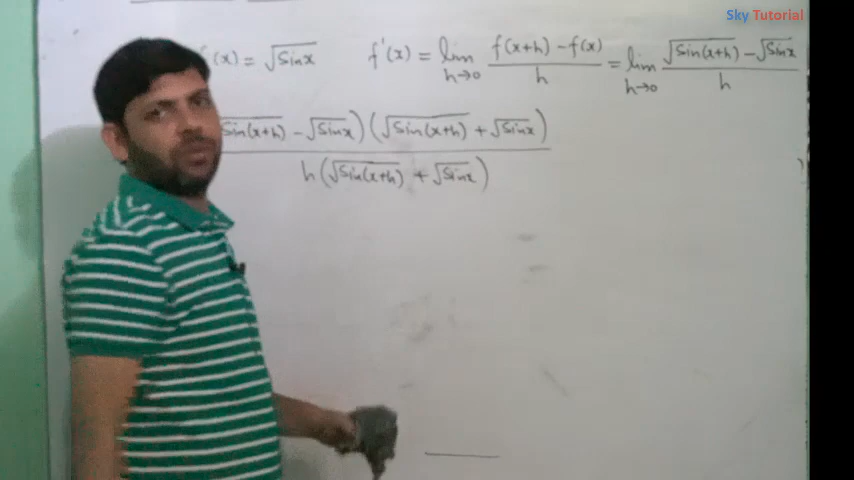 Sky Tutorial
f(x) = √Sinx f'(x) = lim h→0 f(x+h) - f(x) / h = lim h→0 √Sin(x+h) - √Sinx / h
Sin(x+h) - √Sinx ) ( √Sin(x+h) + √Sinx )
h ( √Sin(x+h) + √Sinx )